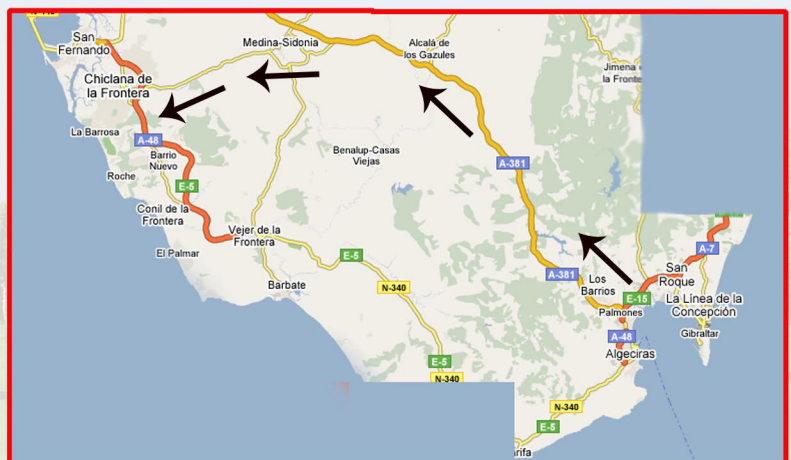 N-443
San
Fernando
Medina-Sidonia
Alcalá de
los Gazules
Jimena
la Fronte
Chiclana de
la Frontera
La Barrosa
A-48
Barrio
Nuevo
Benalup-Casas
Viejas
A-381
Roche
E-5
Conil de la
Frontera
Vejer de la
Frontera
El Palmar
E-5
A-7
San
Roque
A-381
Los
Barrios
Barbate
N-340
E-15
La Línea de la
Concepción
Palmones
Gibraltar
A-48
Algeciras
E-5
N-340
N-340
E-5
rifa